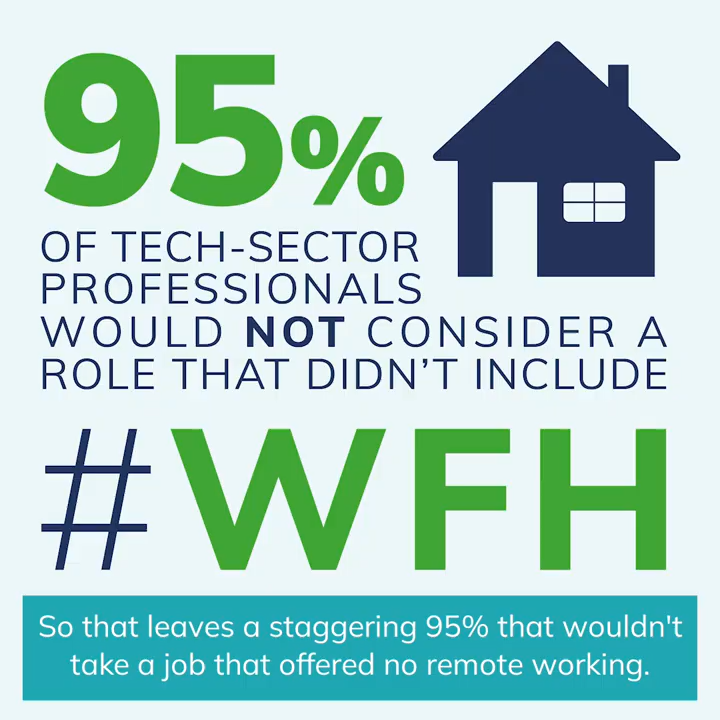 95%
OF TECH-SECTOR
PROFESSIONALS
WOULD NOT CONSIDER A
ROLE THAT DIDN’T INCLUDE
#WFH
So that leaves a staggering 95% that wouldn't
take a job that offered no remote working.